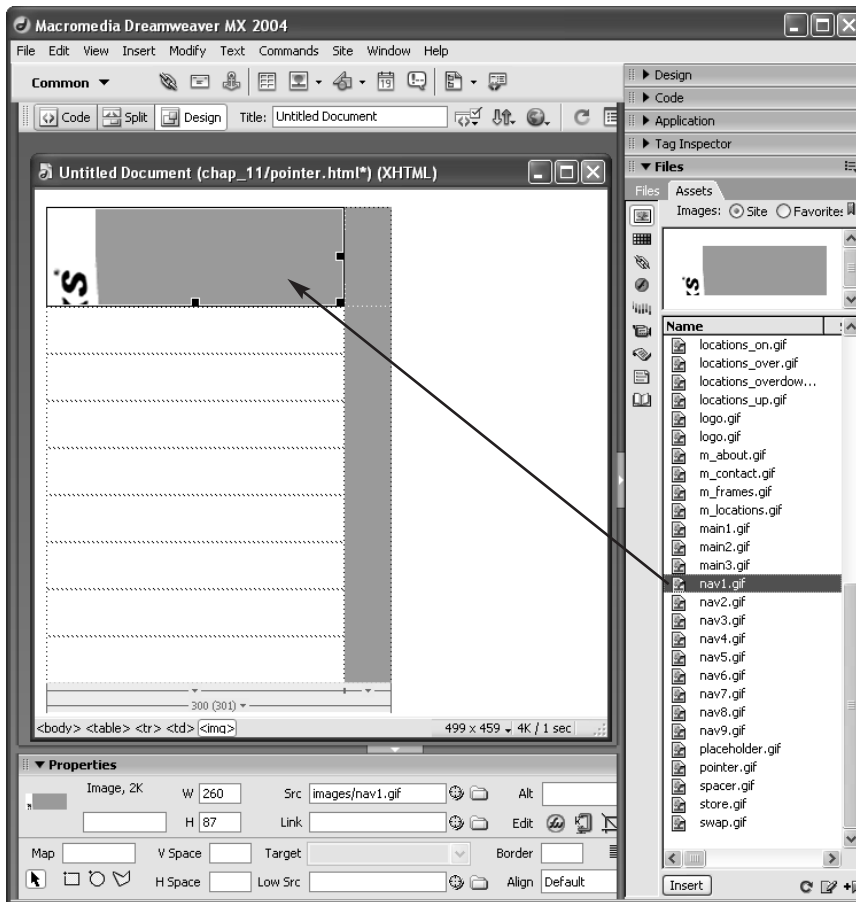 Macromedia Dreamweaver MX 2004
File Edit View Insert Modify Text Commands Site Window Help
Common
19
Code Split Design Title: Untitled Document
Untitled Document (chap_11/pointer.html*) (XHTML)
300 (301)
<body> <table> <tr> <td> <img>
499 x 459 4K / 1 sec
Properties
Image, 2K W 260 Src images/nav1.gif Alt
H 87 Link Edit
Map V Space Target Border
H Space Low Src Align Default
Design
Code
Application
Tag Inspector
Files
Files Assets
Images: Site Favorites
Name
locations_on.gif
locations_over.gif
locations_overdow...
locations_up.gif
logo.gif
logo.gif
m_about.gif
m_contact.gif
m_frames.gif
m_locations.gif
main1.gif
main2.gif
main3.gif
nav1.gif
nav2.gif
nav3.gif
nav4.gif
nav5.gif
nav6.gif
nav7.gif
nav8.gif
nav9.gif
placeholder.gif
pointer.gif
spacer.gif
store.gif
swap.gif
Insert